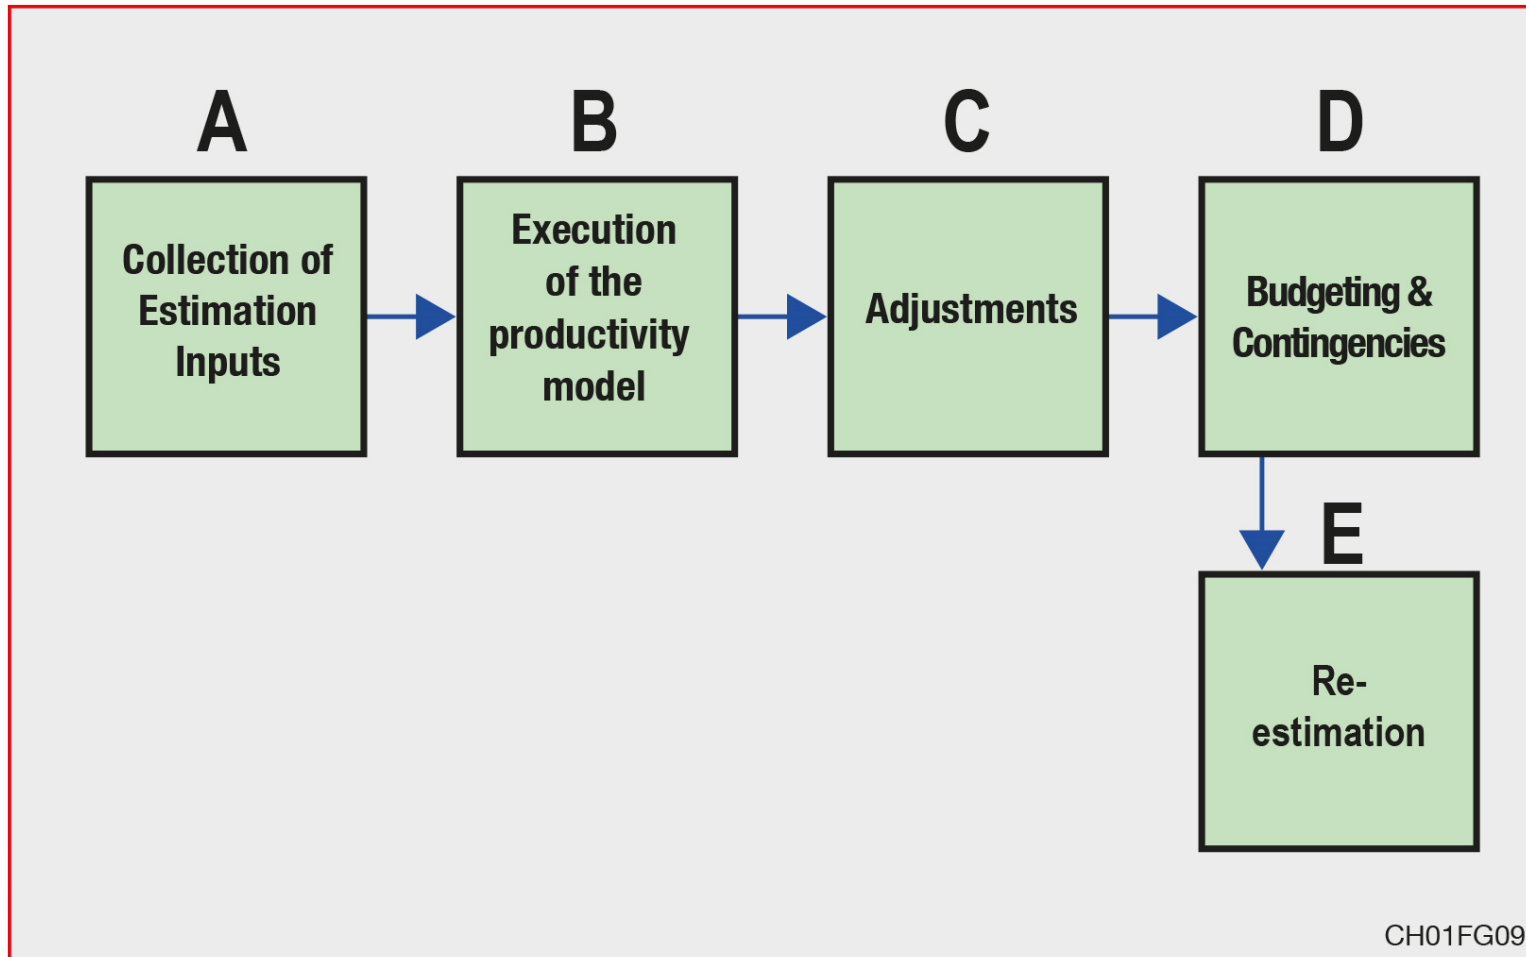 A
B
C
D
Collection of
Estimation
Inputs
Execution
of the
productivity
model
Adjustments
Budgeting &
Contingencies
E
Re-
estimation
CH01FG09